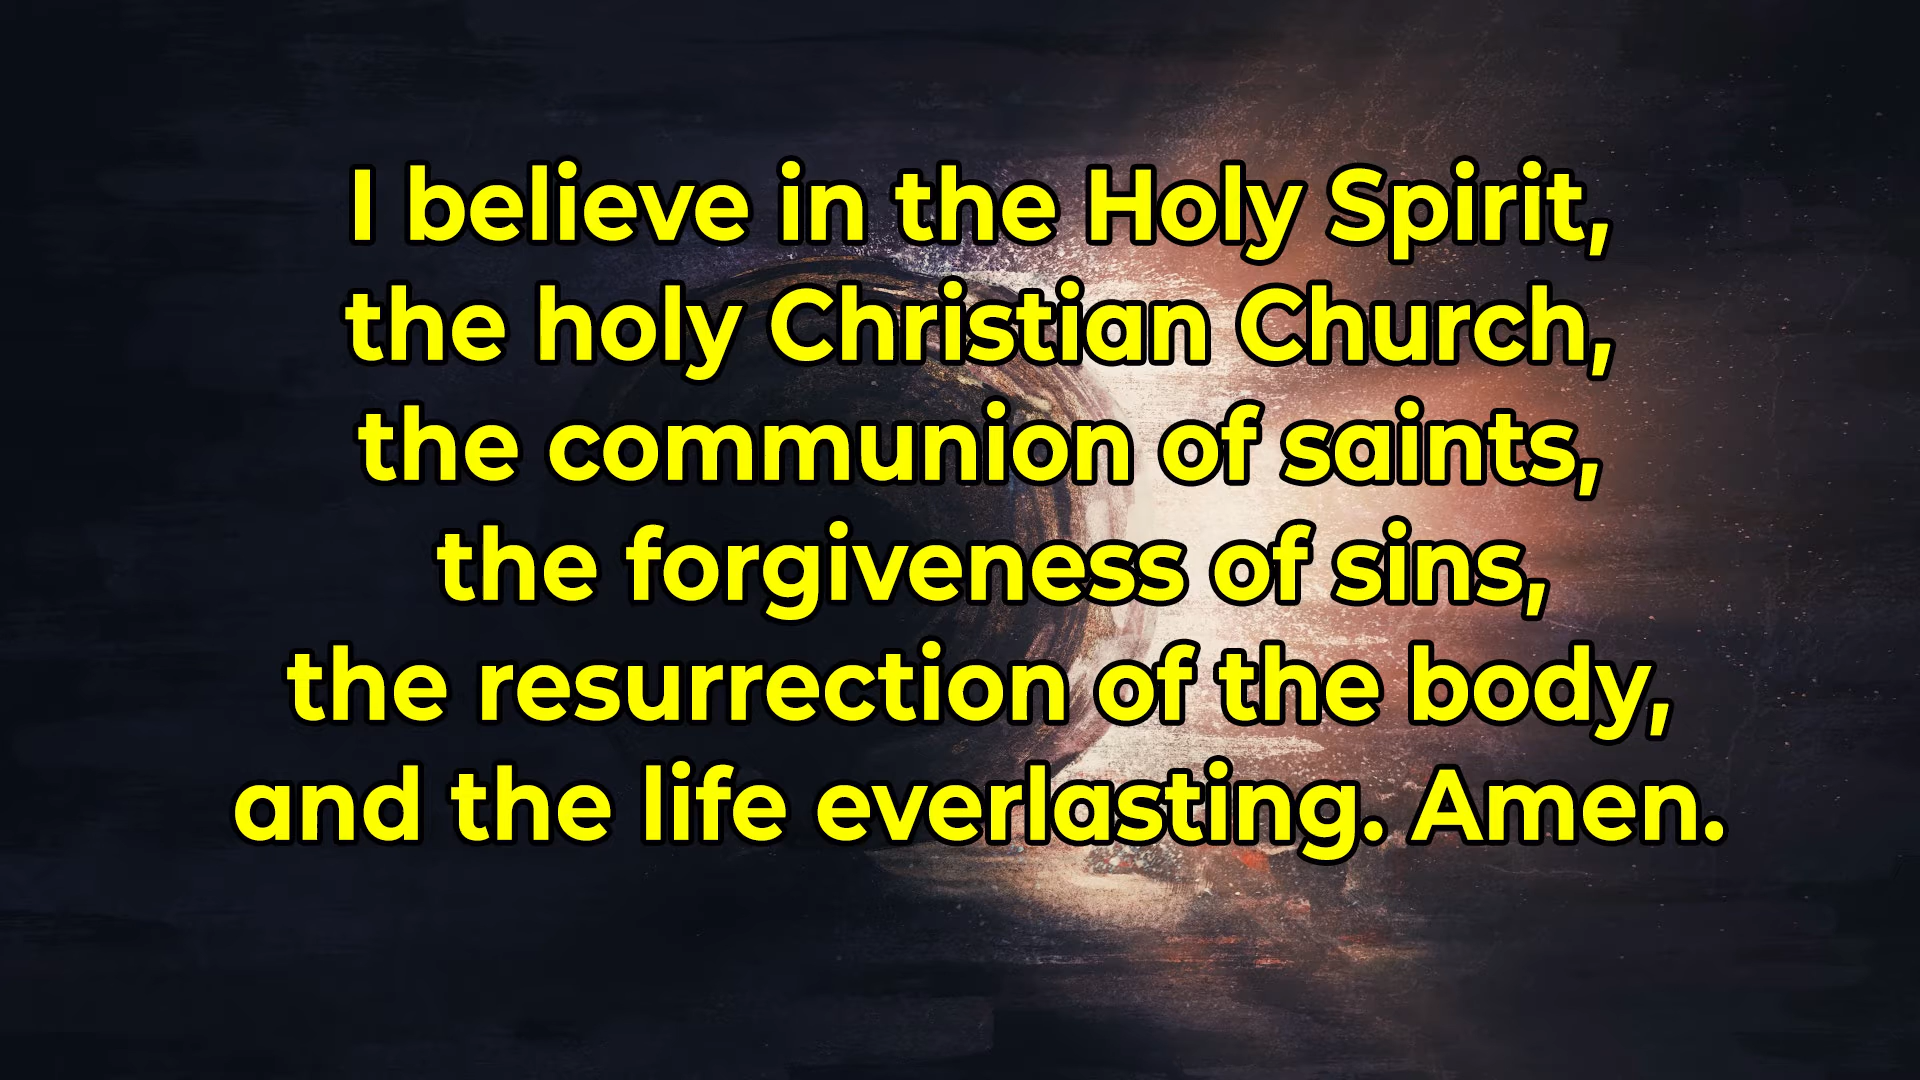 I believe in the Holy Spirit,
the holy Christian Church,
the communion of saints,
the forgiveness of sins,
the resurrection of the body,
and the life everlasting. Amen.